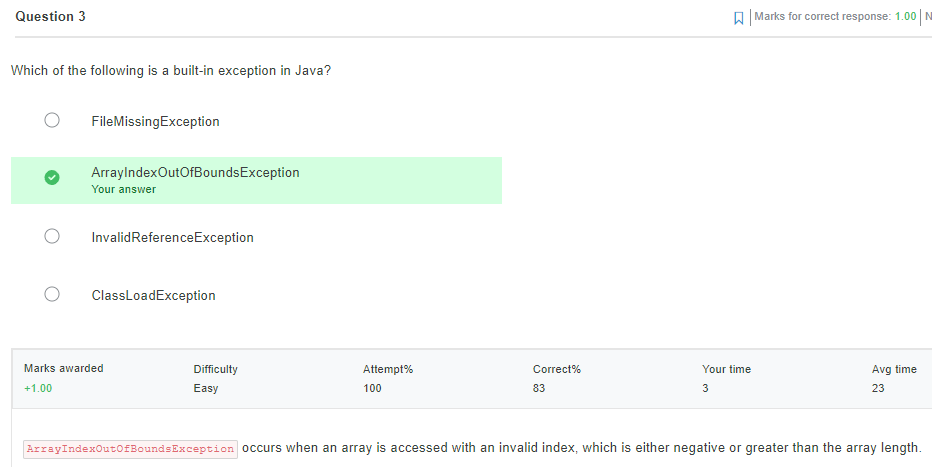 Question 3
Marks for correct response: 1.00 N
Which of the following is a built-in exception in Java?
FileMissingException
ArrayIndexOutOfBoundsException
Your answer
InvalidReferenceException
ClassLoadException
Marks awarded Difficulty Attempt% Correct% Your time Avg time
+1.00 Easy 100 83 3 23
ArrayIndexOutOfBoundsException occurs when an array is accessed with an invalid index, which is either negative or greater than the array length.